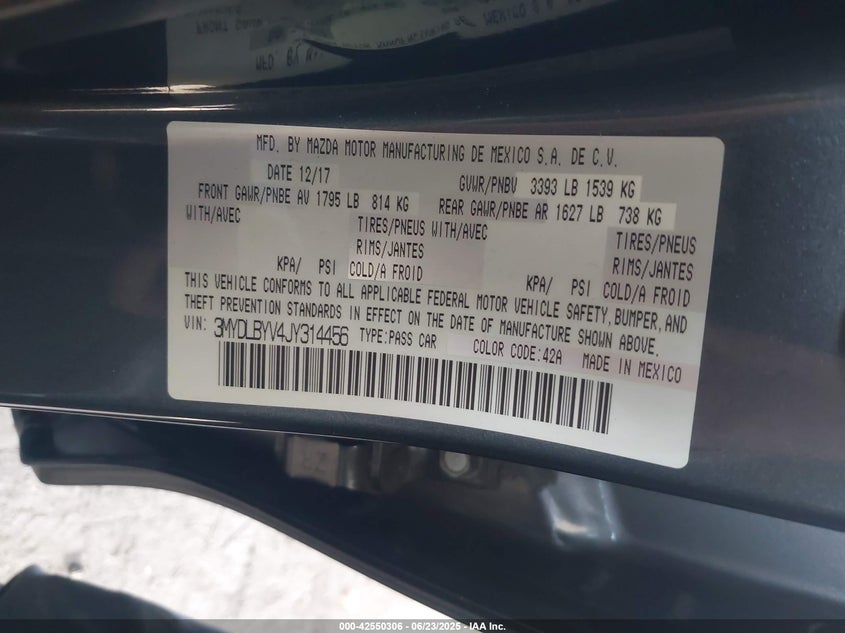 MFD. BY MAZDA MOTOR MANUFACTURING DE MEXICO S.A. DE C.V.
DATE 12/17 GVWR/PNBV 3393 LB 1539 KG
FRONT GAWR/PNBE AV 1795 LB 814 KG REAR GAWR/PNBE AR 1627 LB 738 KG
WITH/AVEC TIRES/PNEUS WITH/AVEC TIRES/PNEUS
RIMS/JANTES RIMS/JANTES
KPA/ PSI COLD/A FROID KPA/ PSI COLD/A FROID
THIS VEHICLE CONFORMS TO ALL APPLICABLE FEDERAL MOTOR VEHICLE SAFETY, BUMPER, AND
THEFT PREVENTION STANDARDS IN EFFECT ON THE DATE OF MANUFACTURE SHOWN ABOVE.
VIN: 3MYDLBYV4JY314456 TYPE:PASS CAR COLOR CODE:42A MADE IN MEXICO
000-42550306 / 06/23/2025 - IAA Inc.